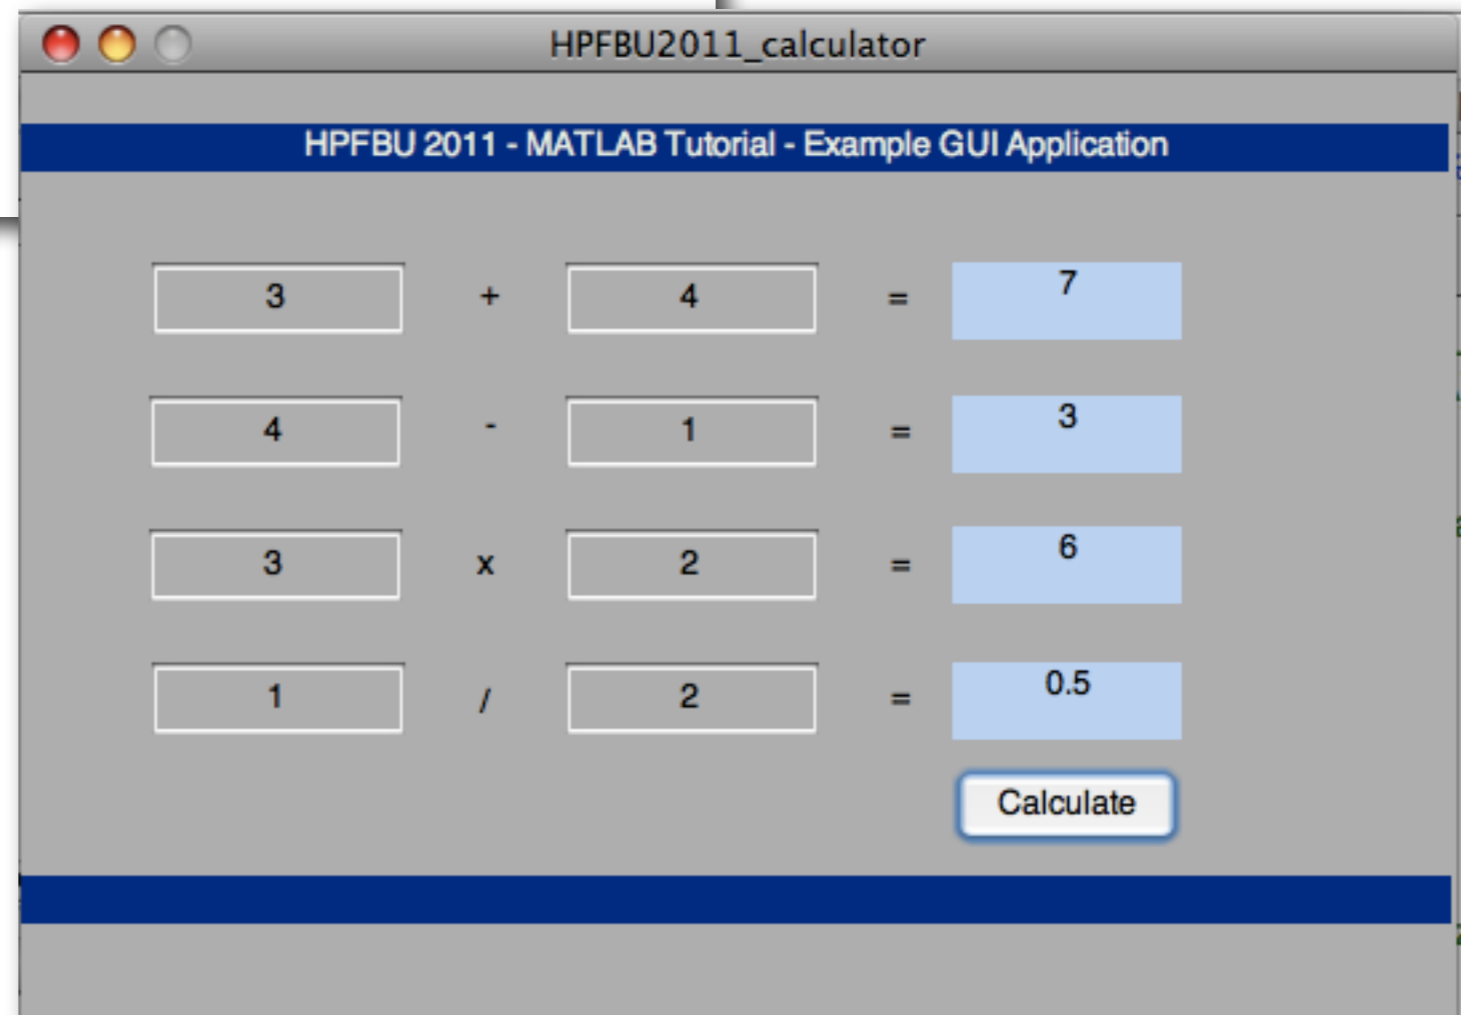 HPFBU2011_calculator
HPFBU 2011 - MATLAB Tutorial - Example GUI Application
3 + 4 = 7
4 - 1 = 3
3 x 2 = 6
1 / 2 = 0.5
Calculate